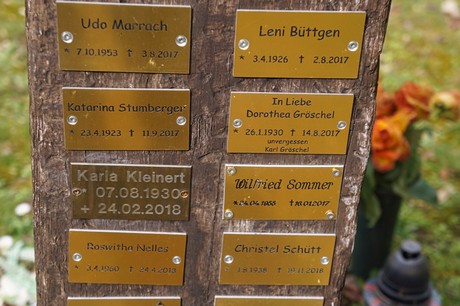 Udo Marrach
* 7.10.1953 + 3.8.2017
Leni Büttgen
* 3.4.1926 + 2.8.2017
Katarina Stumberger
* 23.4.1923 + 11.9.2017
In Liebe
Dorothea Gröschel
* 26.1.1930 + 14.8.2017
unvergessen
Karl Gröschel
Karla Kleinert
* 07.08.1930
+ 24.02.2018
Wilfried Sommer
Roswitha Nelles
Christel Schütt